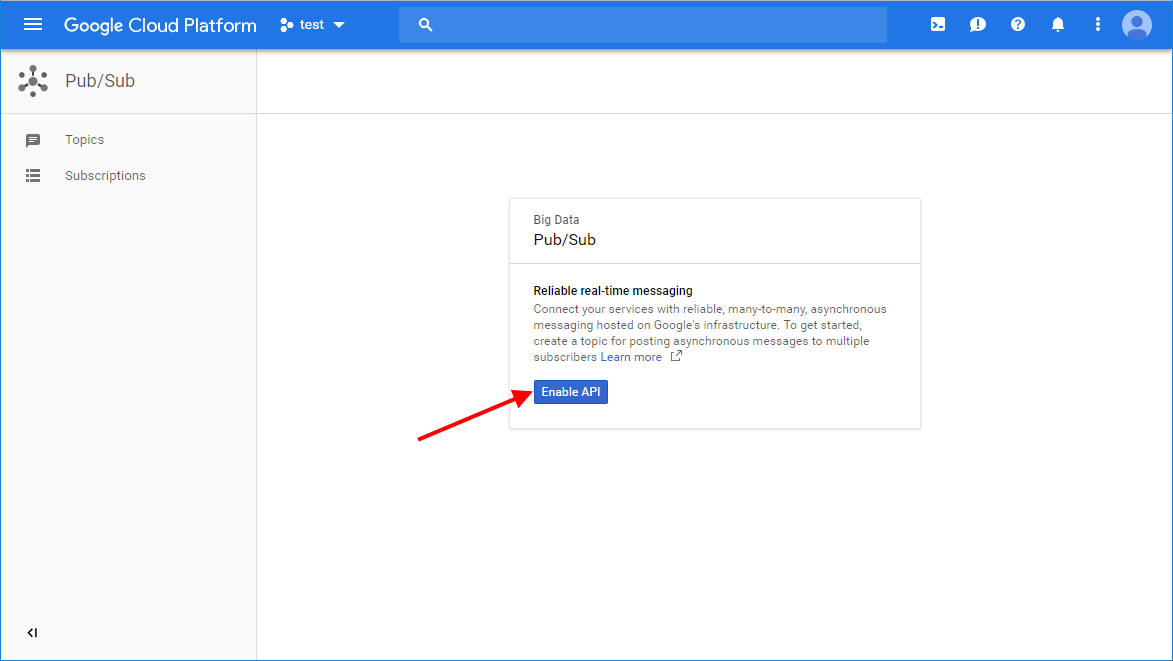 Google Cloud Platform
test
Pub/Sub
Topics
Subscriptions
Big Data
Pub/Sub
Reliable real-time messaging
Connect your services with reliable, many-to-many, asynchronous
messaging hosted on Google's infrastructure. To get started,
create a topic for posting asynchronous messages to multiple
subscribers Learn more
Enable API